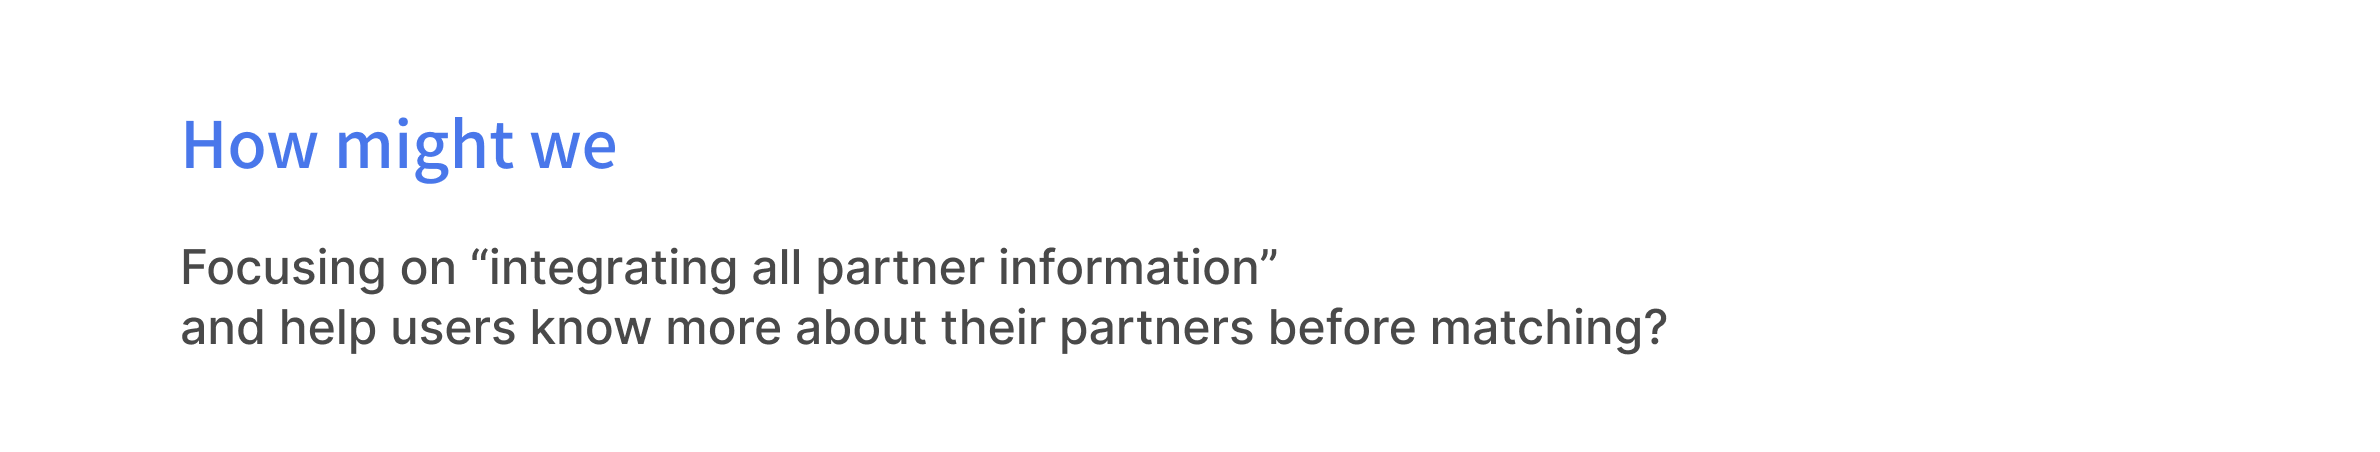 How might we
Focusing on “integrating all partner information”
and help users know more about their partners before matching?